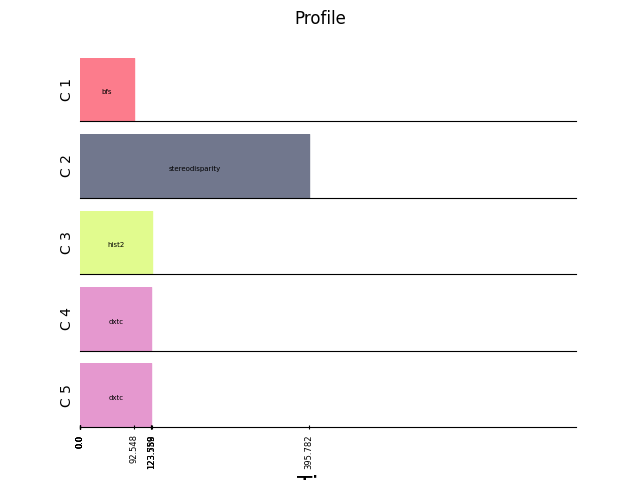 Profile
C 1
bfs
C 2
stereodisparity
C 3
hist2
C 4
dxtc
C 5
dxtc
0.0
92.548
395.782